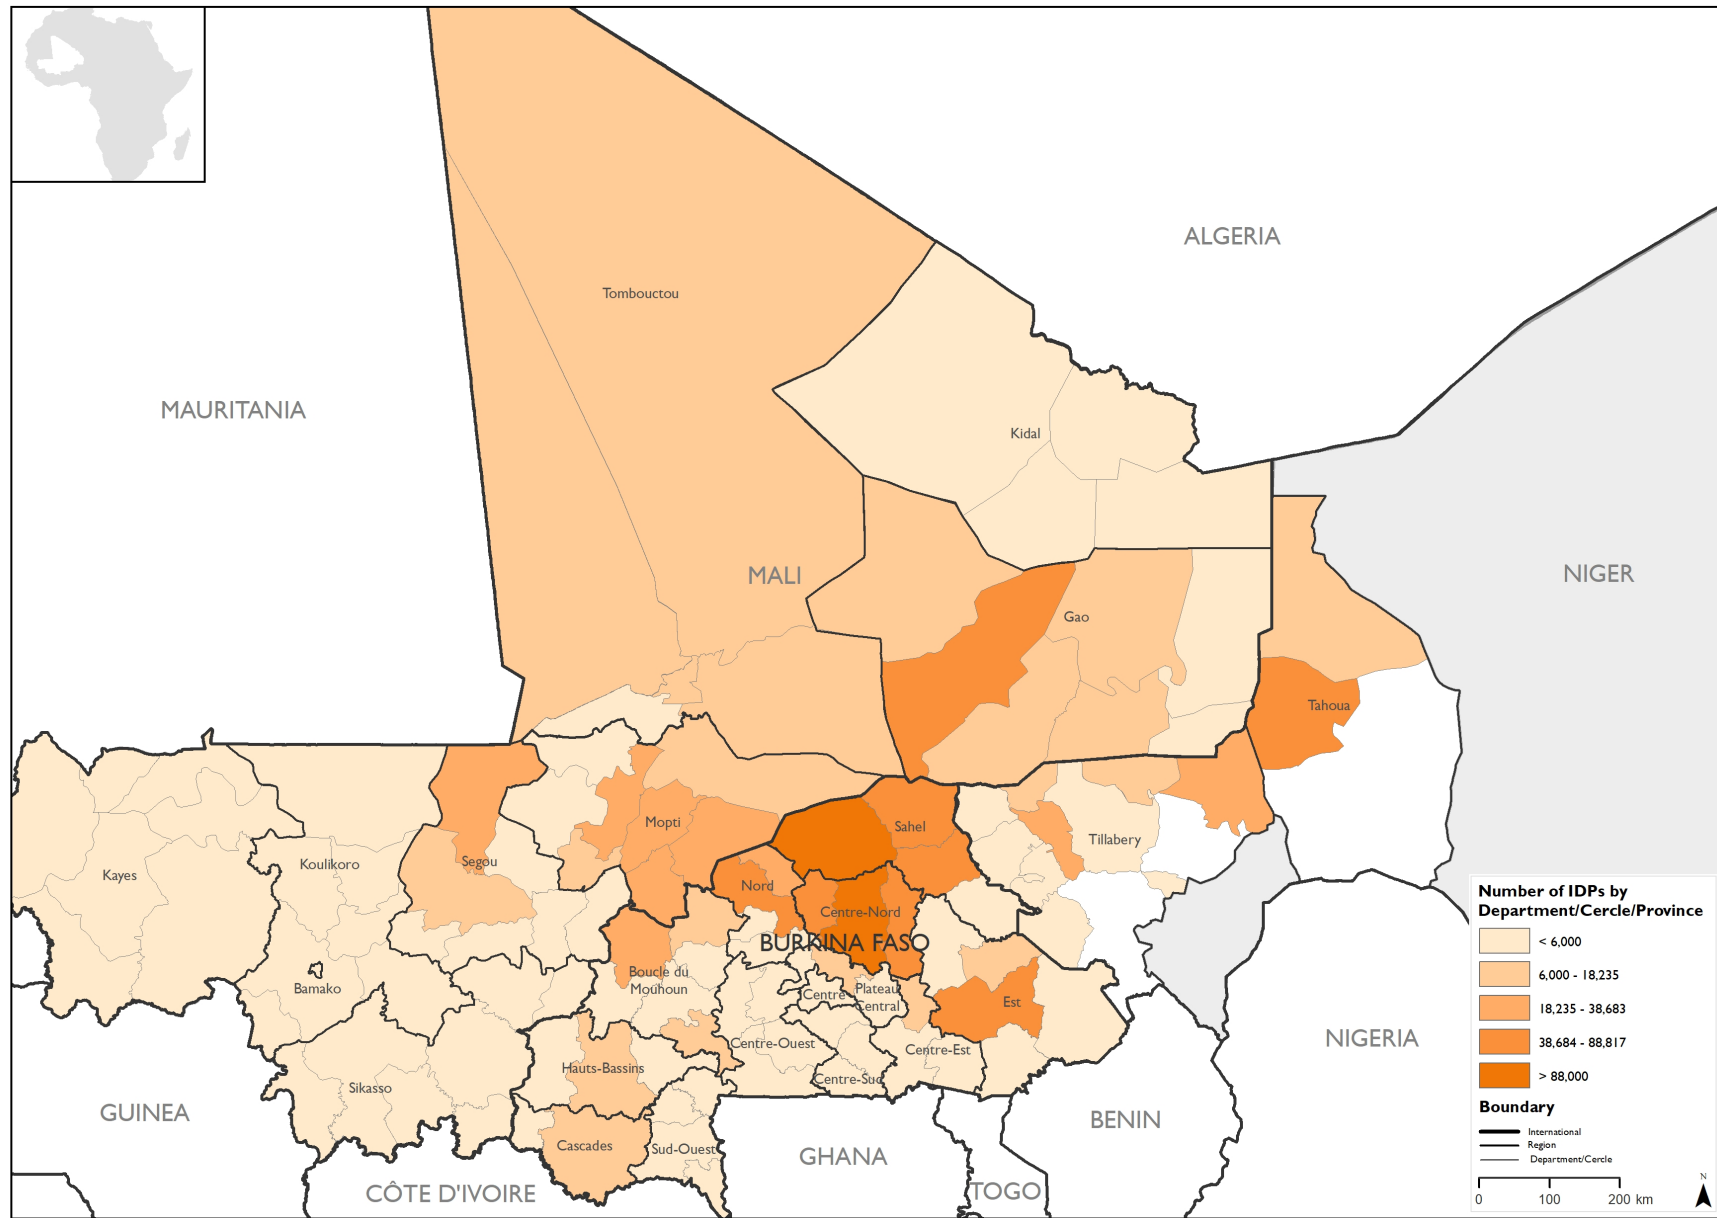 ALGERIA
Tombouctou
MAURITANIA
Kidal
MALI
NIGER
Gao
Tahoua
Mopti
Sahel
Tillabery
Segou
Koulikoro
Kayes
Nord
Centre-Nord
BURKINA FASO
Boucle du
Mouhoun
Bamako
Centre
Plateau
Central
Est
Centre-Ouest
Centre-Est
Hauts-Bassins
Centre-Sud
Sikasso
NIGERIA
GUINEA
BENIN
Cascades
Sud-Ouest
GHANA
CÔTE D'IVOIRE
TOGO
Number of IDPs by
Department/Cercle/Province
< 6,000
6,000 - 18,235
18,235 - 38,683
38,684 - 88,817
> 88,000
Boundary
International
Region
Department/Cercle
N
0 100 200 km